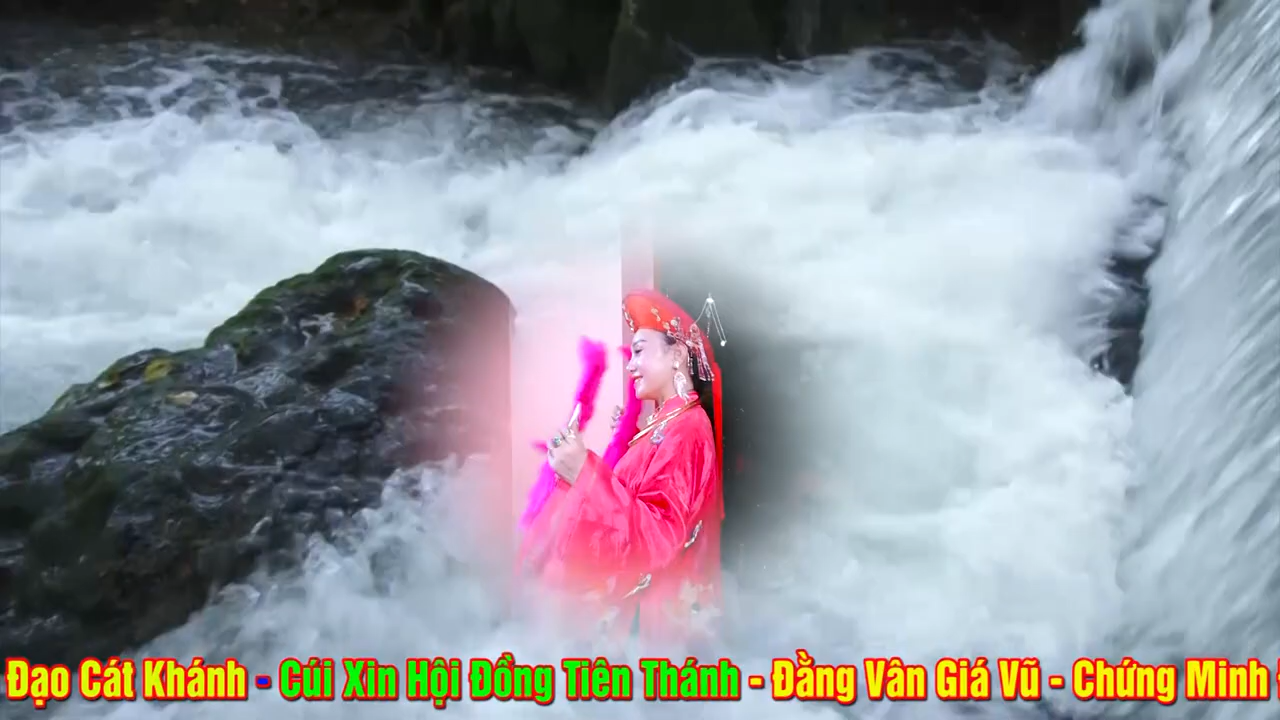 Đạo Cát Khánh - Cúi Xin Hội Đồng Tiên Thánh - Đằng Vân Giá Vũ - Chứng Minh